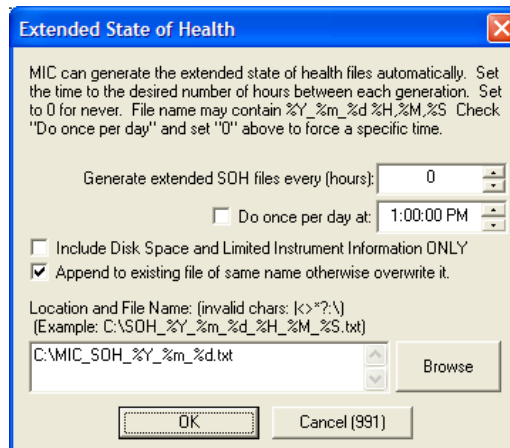 Extended State of Health
MIC can generate the extended state of health files automatically. Set
the time to the desired number of hours between each generation. Set
to 0 for never. File name may contain %Y_%m_%d %H,%M,%S Check
"Do once per day" and set "0" above to force a specific time.
Generate extended SOH files every (hours): 0
Do once per day at: 1:00:00 PM
Include Disk Space and Limited Instrument Information ONLY
Append to existing file of same name otherwise overwrite it.
Location and File Name: (invalid chars: |<>*?:\)
(Example: C:\SOH_%Y_%m_%d_%H_%M_%S.txt)
C:\MIC_SOH_%Y_%m_%d.txt
Browse
OK Cancel (991)